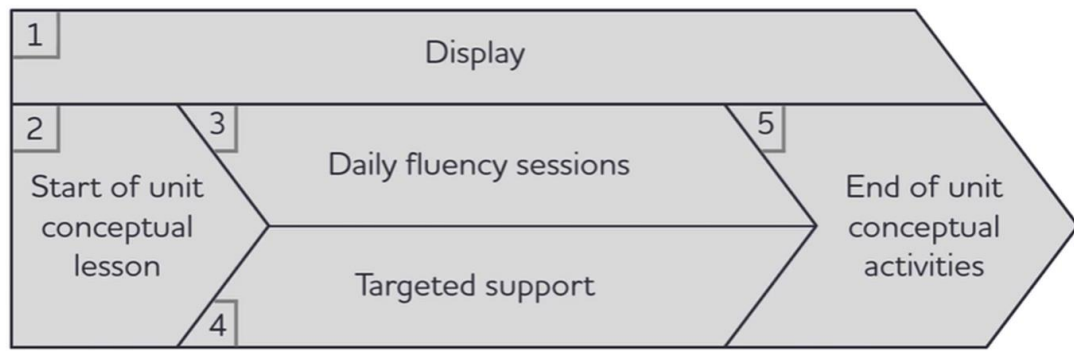 1
Display
2
Start of unit
conceptual
lesson
3
Daily fluency sessions
4
Targeted support
5
End of unit
conceptual
activities